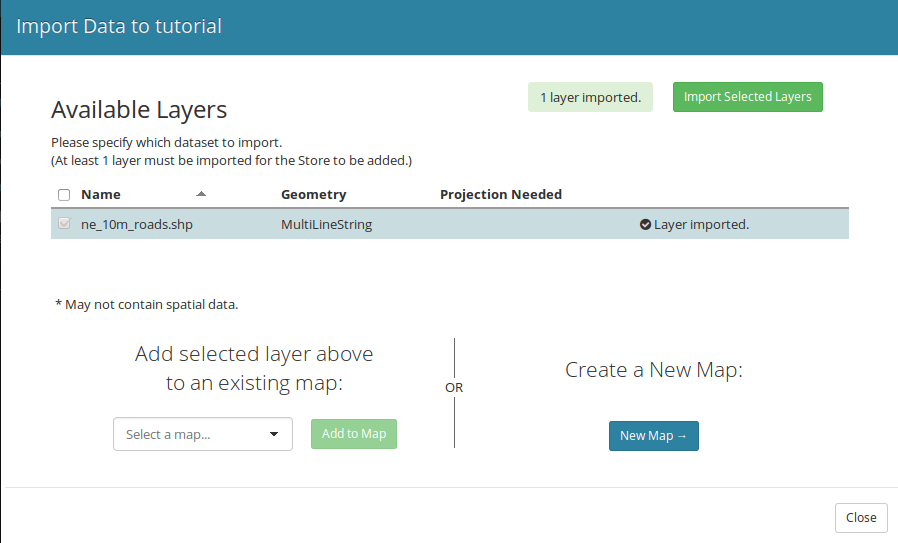 Import Data to tutorial
1 layer imported.
Import Selected Layers
Available Layers
Please specify which dataset to import.
(At least 1 layer must be imported for the Store to be added.)
Name Geometry Projection Needed
ne_10m_roads.shp MultiLineString Layer imported.
* May not contain spatial data.
Add selected layer above
to an existing map:
Select a map...
Add to Map
OR
Create a New Map:
New Map →
Close